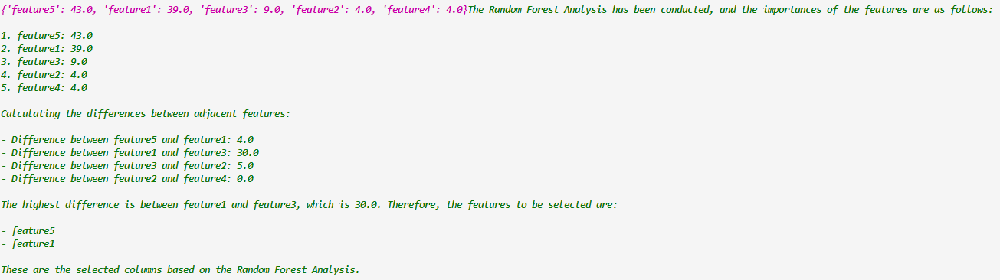 {'feature5': 43.0, 'feature1': 39.0, 'feature3': 9.0, 'feature2': 4.0, 'feature4': 4.0}The Random Forest Analysis has been conducted, and the importances of the features are as follows:
1. feature5: 43.0
2. feature1: 39.0
3. feature3: 9.0
4. feature2: 4.0
5. feature4: 4.0
Calculating the differences between adjacent features:
- Difference between feature5 and feature1: 4.0
- Difference between feature1 and feature3: 30.0
- Difference between feature3 and feature2: 5.0
- Difference between feature2 and feature4: 0.0
The highest difference is between feature1 and feature3, which is 30.0. Therefore, the features to be selected are:
- feature5
- feature1
These are the selected columns based on the Random Forest Analysis.